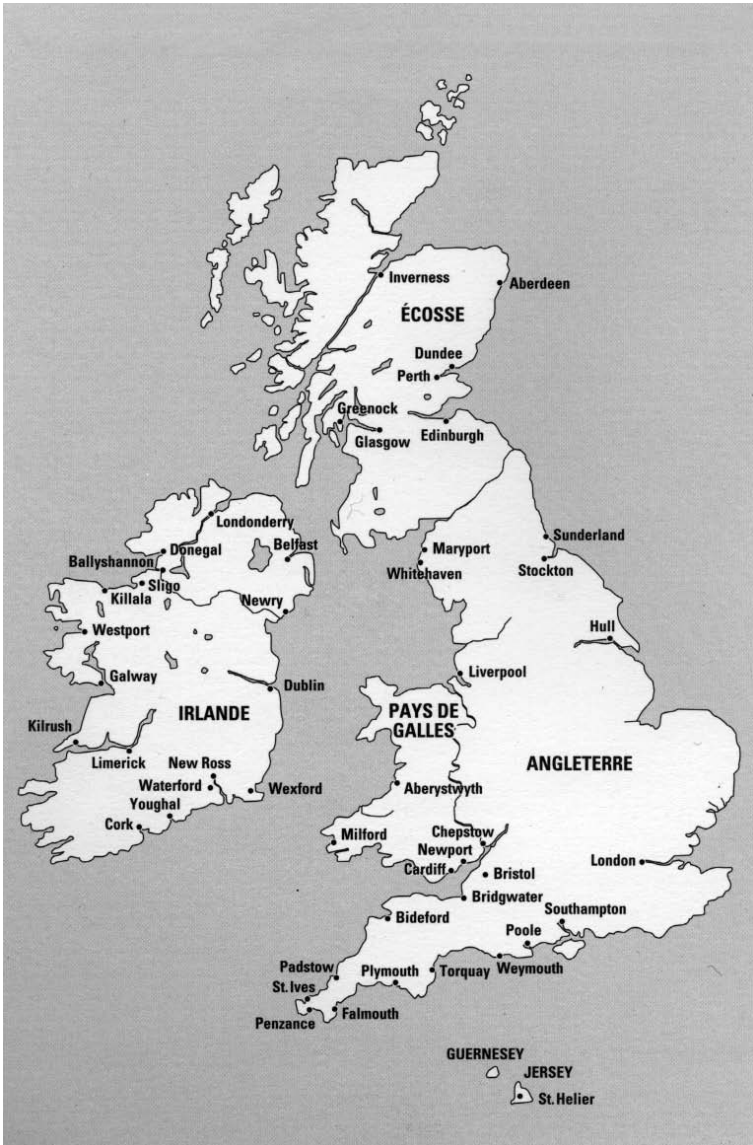 Inverness
Aberdeen
ÉCOSSE
Dundee
Perth
Greenock
Glasgow
Edinburgh
Londonderry
Donegal
Belfast
Ballyshannon
Sligo
Killala
Newry
Westport
Galway
Dublin
IRLANDE
Kilrush
Limerick
New Ross
Waterford
Wexford
Youghal
Cork
Sunderland
Maryport
Whitehaven
Stockton
Hull
Liverpool
PAYS DE
GALLES
ANGLETERRE
Aberystwyth
Milford
Chepstow
Newport
Cardiff
London
Bristol
Bridgwater
Bideford
Southampton
Poole
Padstow
Plymouth
Torquay
Weymouth
St. Ives
Penzance
Falmouth
GUERNESEY
JERSEY
St. Helier